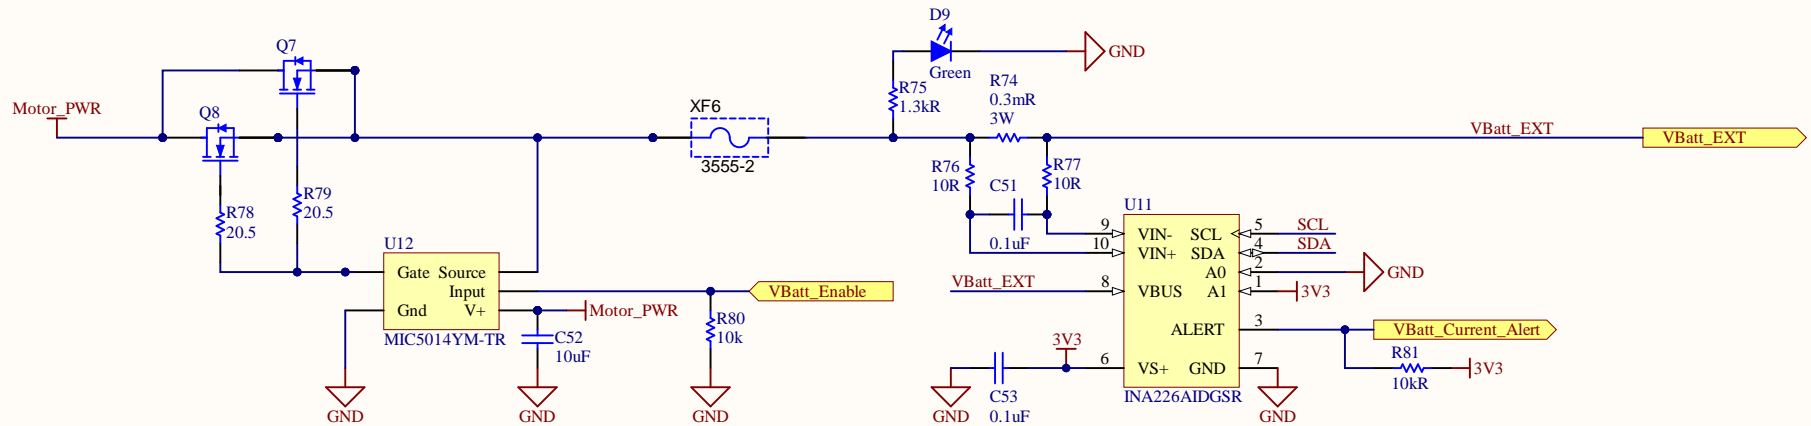 D9
Green
GND
Q7
R75
1.3kR
R74
0.3mR
3W
Motor_PWR
Q8
XF6
3555-2
VBatt_EXT
VBatt_EXT
R76
10R
C51
0.1uF
R77
10R
R78
20.5
R79
20.5
U12
Gate Source
Input
Gnd V+
MIC5014YM-TR
VBatt_Enable
Motor_PWR
C52
10uF
R80
10k
GND
GND
GND
U11
9 VIN- SCL 5 SCL
10 VIN+ SDA 4 SDA
A0 2 GND
VBatt_EXT 8 VBUS A1 1 3V3
ALERT 3 VBatt_Current_Alert
3V3
6 VS+ GND 7
INA226AIDGSR
R81
10kR
3V3
C53
0.1uF
GND
GND